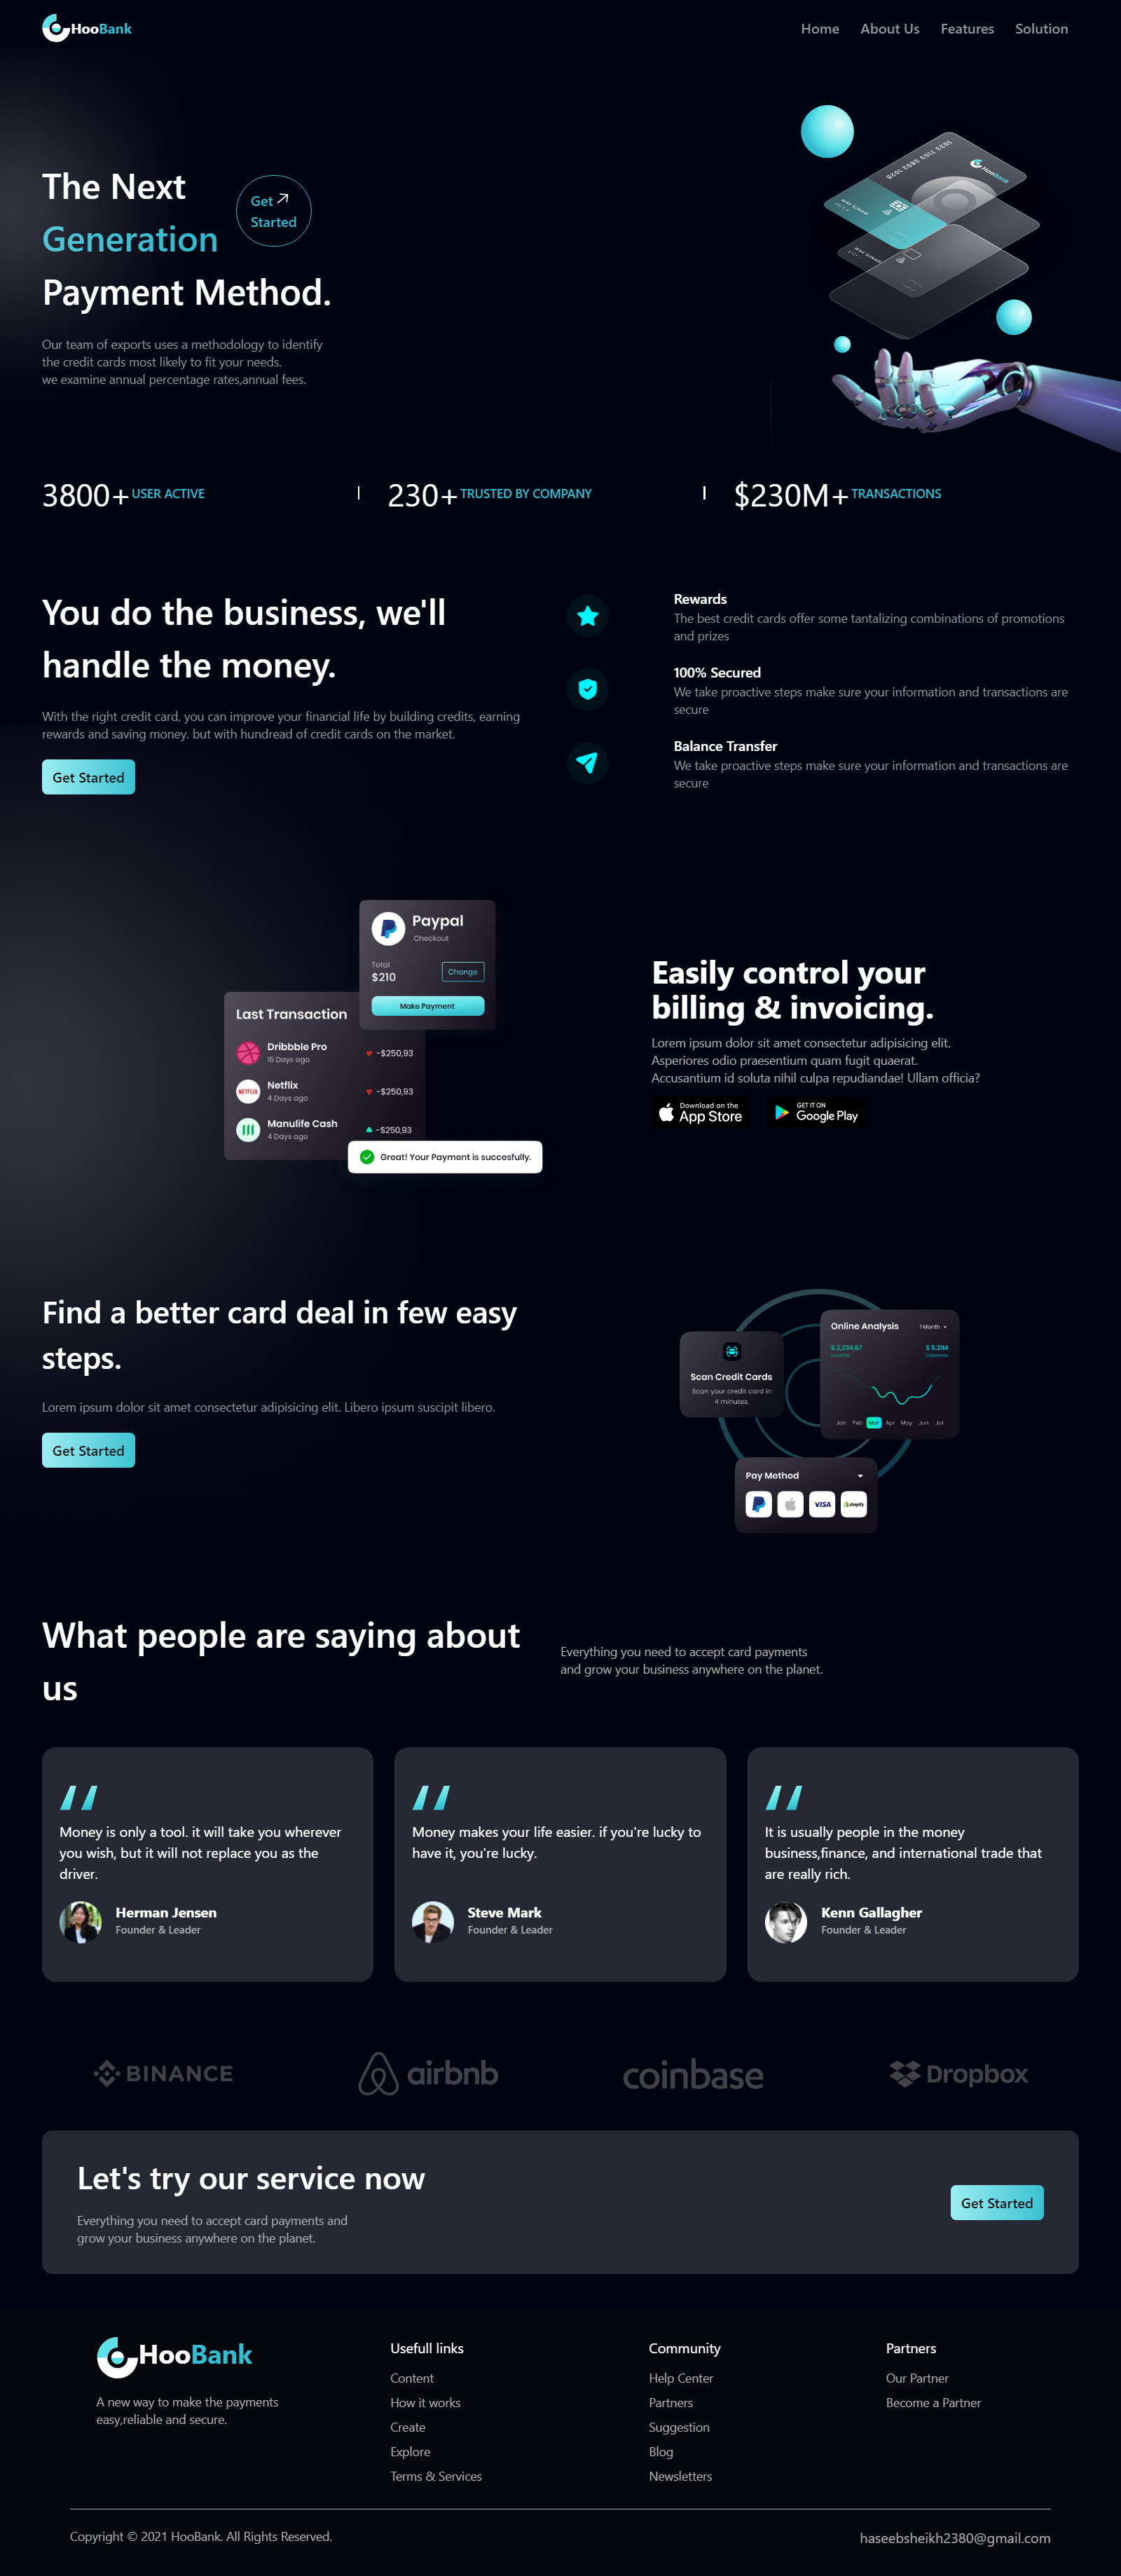 HooBank
Home About Us Features Solution
The Next
Generation
Payment Method.
Get
Started
Our team of exports uses a methodology to identify
the credit cards most likely to fit your needs.
we examine annual percentage rates,annual fees.
HooBank
3800+ USER ACTIVE
230+ TRUSTED BY COMPANY
$230M+ TRANSACTIONS
You do the business, we'll
handle the money.
With the right credit card, you can improve your financial life by building credits, earning
rewards and saving money. but with hundread of credit cards on the market.
Get Started
Rewards
The best credit cards offer some tantalizing combinations of promotions
and prizes
100% Secured
We take proactive steps make sure your information and transactions are
secure
Balance Transfer
We take proactive steps make sure your information and transactions are
secure
Paypal
Checkout
Total
$210
Change
Make Payment
Last Transaction
Dribbble Pro
15 Days ago
-$250,93
NETFLIX
Netflix
4 Days ago
-$250,93
Manulife Cash
4 Days ago
-$250,93
Great! Your Payment is succesfully.
Easily control your
billing & invoicing.
Lorem ipsum dolor sit amet consectetur adipisicing elit.
Asperiores odio praesentium quam fugit quaerat.
Accusantium id soluta nihil culpa repudiandae! Ullam officia?
Download on the
App Store
GET IT ON
Google Play
Find a better card deal in few easy
steps.
Lorem ipsum dolor sit amet consectetur adipisicing elit. Libero ipsum suscipit libero.
Get Started
Scan Credit Cards
Scan your credit card in
4 minutes.
Online Analysis
1 Month
$ 2,334,67
Income
$ 5.31M
Expenses
Jan Feb Mar Apr May Jun Jul
Pay Method
VISA
shopify
What people are saying about
us
Everything you need to accept card payments
and grow your business anywhere on the planet.
Money is only a tool. it will take you wherever
you wish, but it will not replace you as the
driver.
Herman Jensen
Founder & Leader
Money makes your life easier. if you're lucky to
have it, you're lucky.
Steve Mark
Founder & Leader
It is usually people in the money
business,finance, and international trade that
are really rich.
Kenn Gallagher
Founder & Leader
BINANCE
airbnb
coinbase
Dropbox
Let's try our service now
Everything you need to accept card payments and
grow your business anywhere on the planet.
Get Started
HooBank
A new way to make the payments
easy,reliable and secure.
Usefull links
Content
How it works
Create
Explore
Terms & Services
Community
Help Center
Partners
Suggestion
Blog
Newsletters
Partners
Our Partner
Become a Partner
Copyright © 2021 HooBank. All Rights Reserved.
haseebsheikh2380@gmail.com